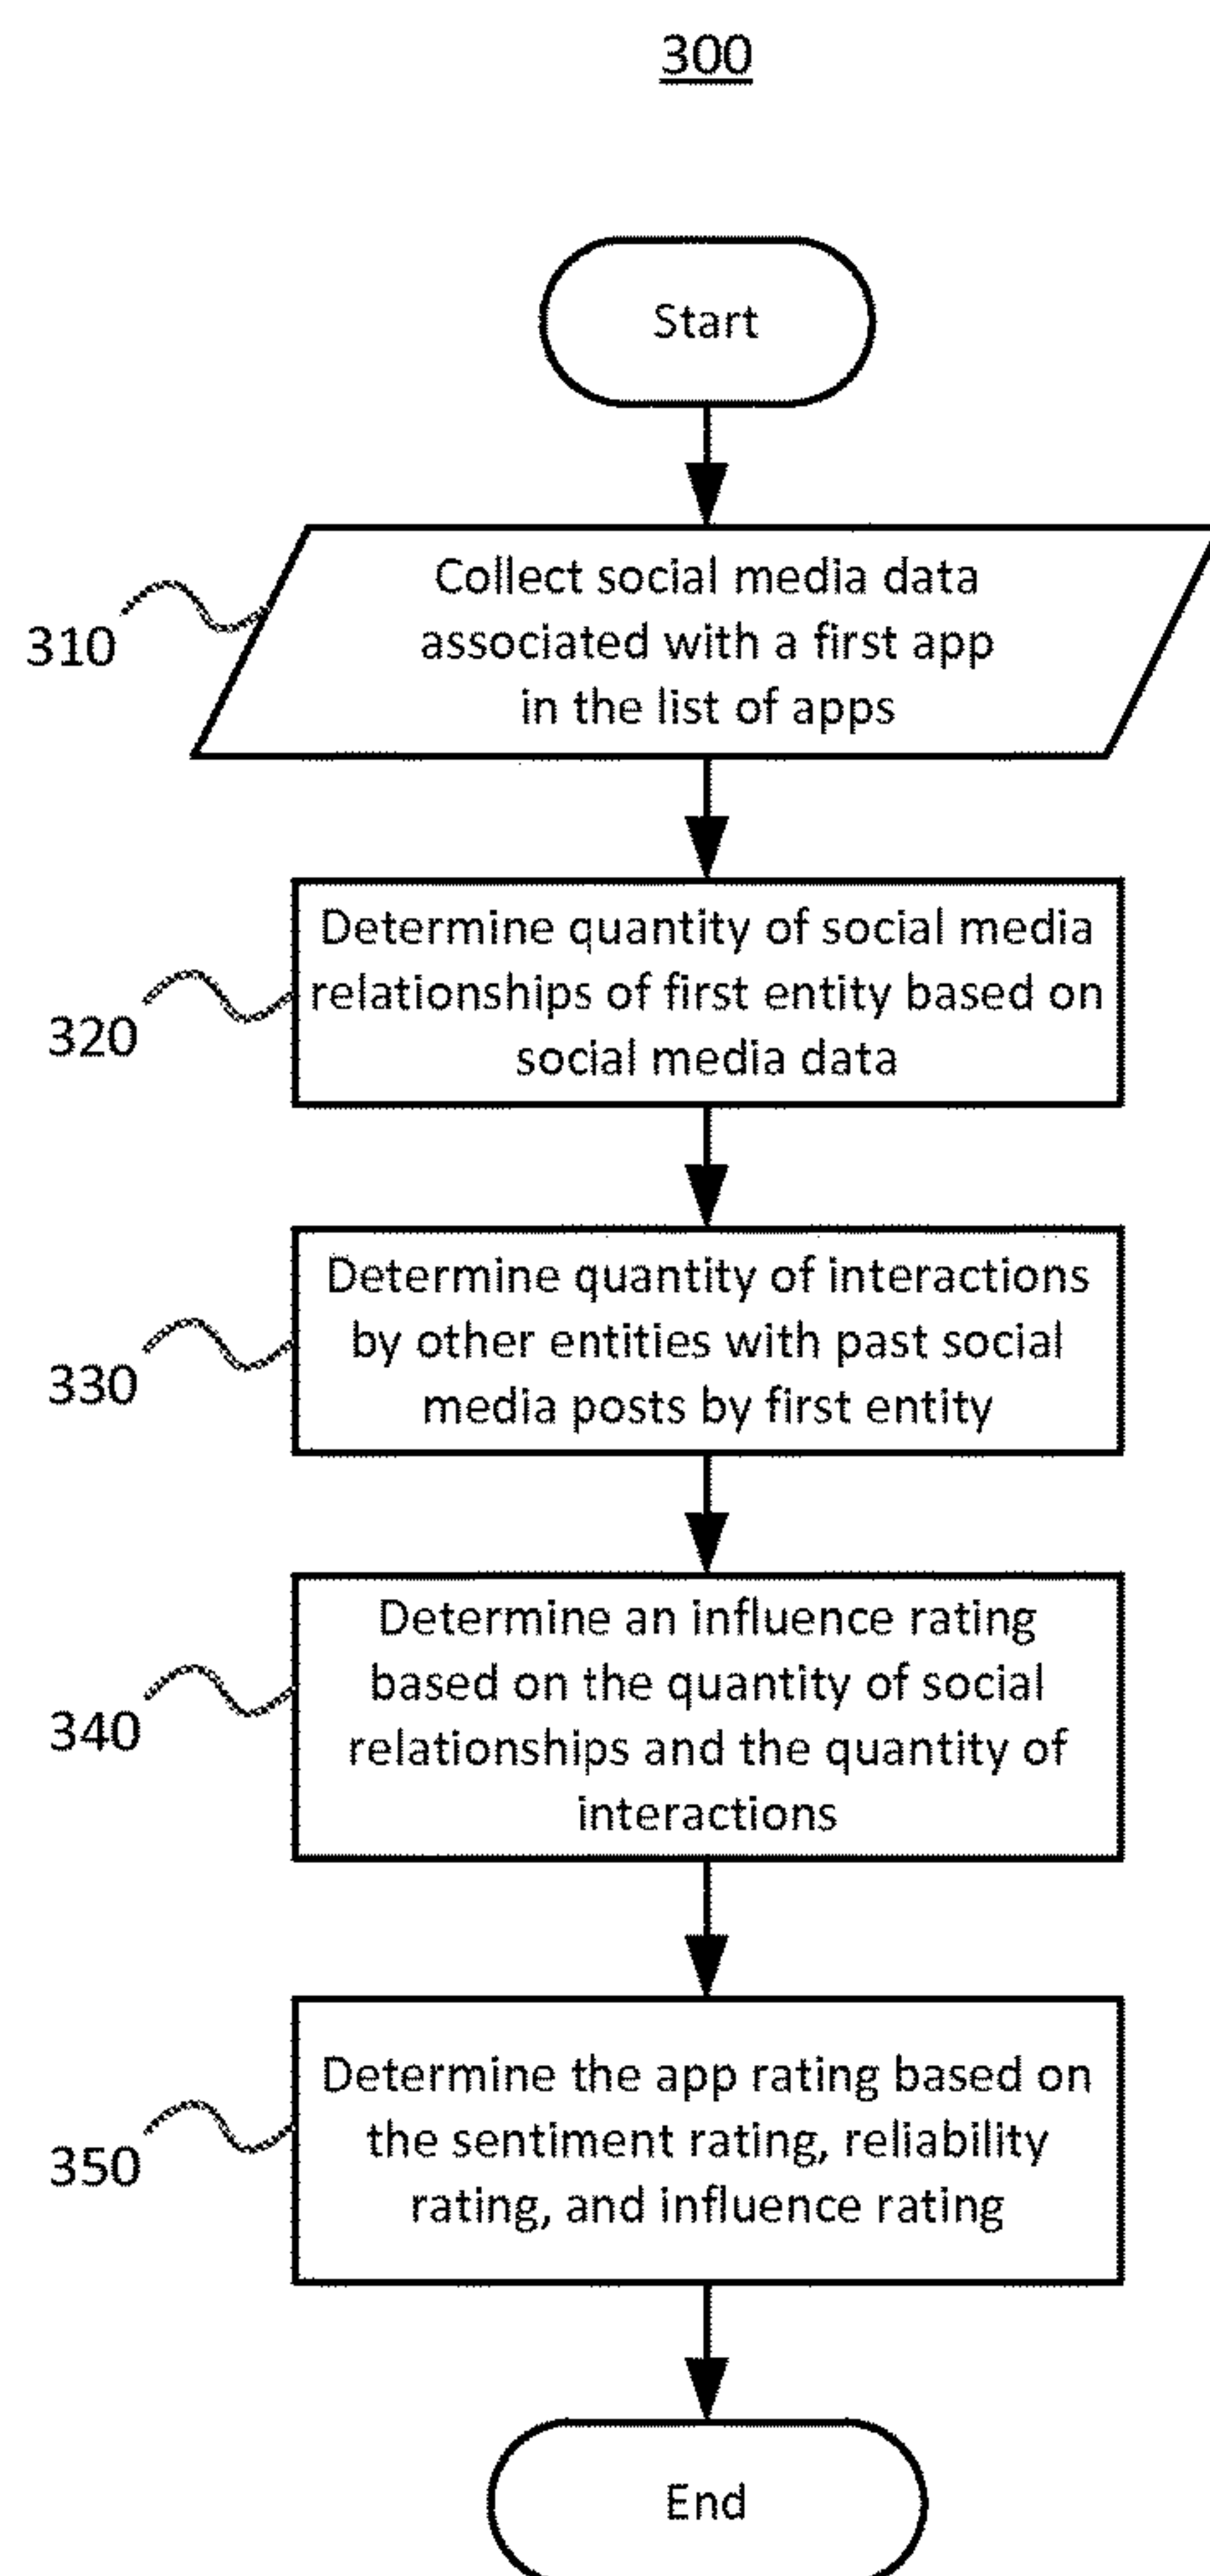 300
Start
Collect social media data
associated with a first app
in the list of apps
310
Determine quantity of social media
relationships of first entity based on
social media data
320
Determine quantity of interactions
by other entities with past social
media posts by first entity
330
Determine an influence rating
based on the quantity of social
relationships and the quantity of
interactions
340
Determine the app rating based on
the sentiment rating, reliability
rating, and influence rating
350
End